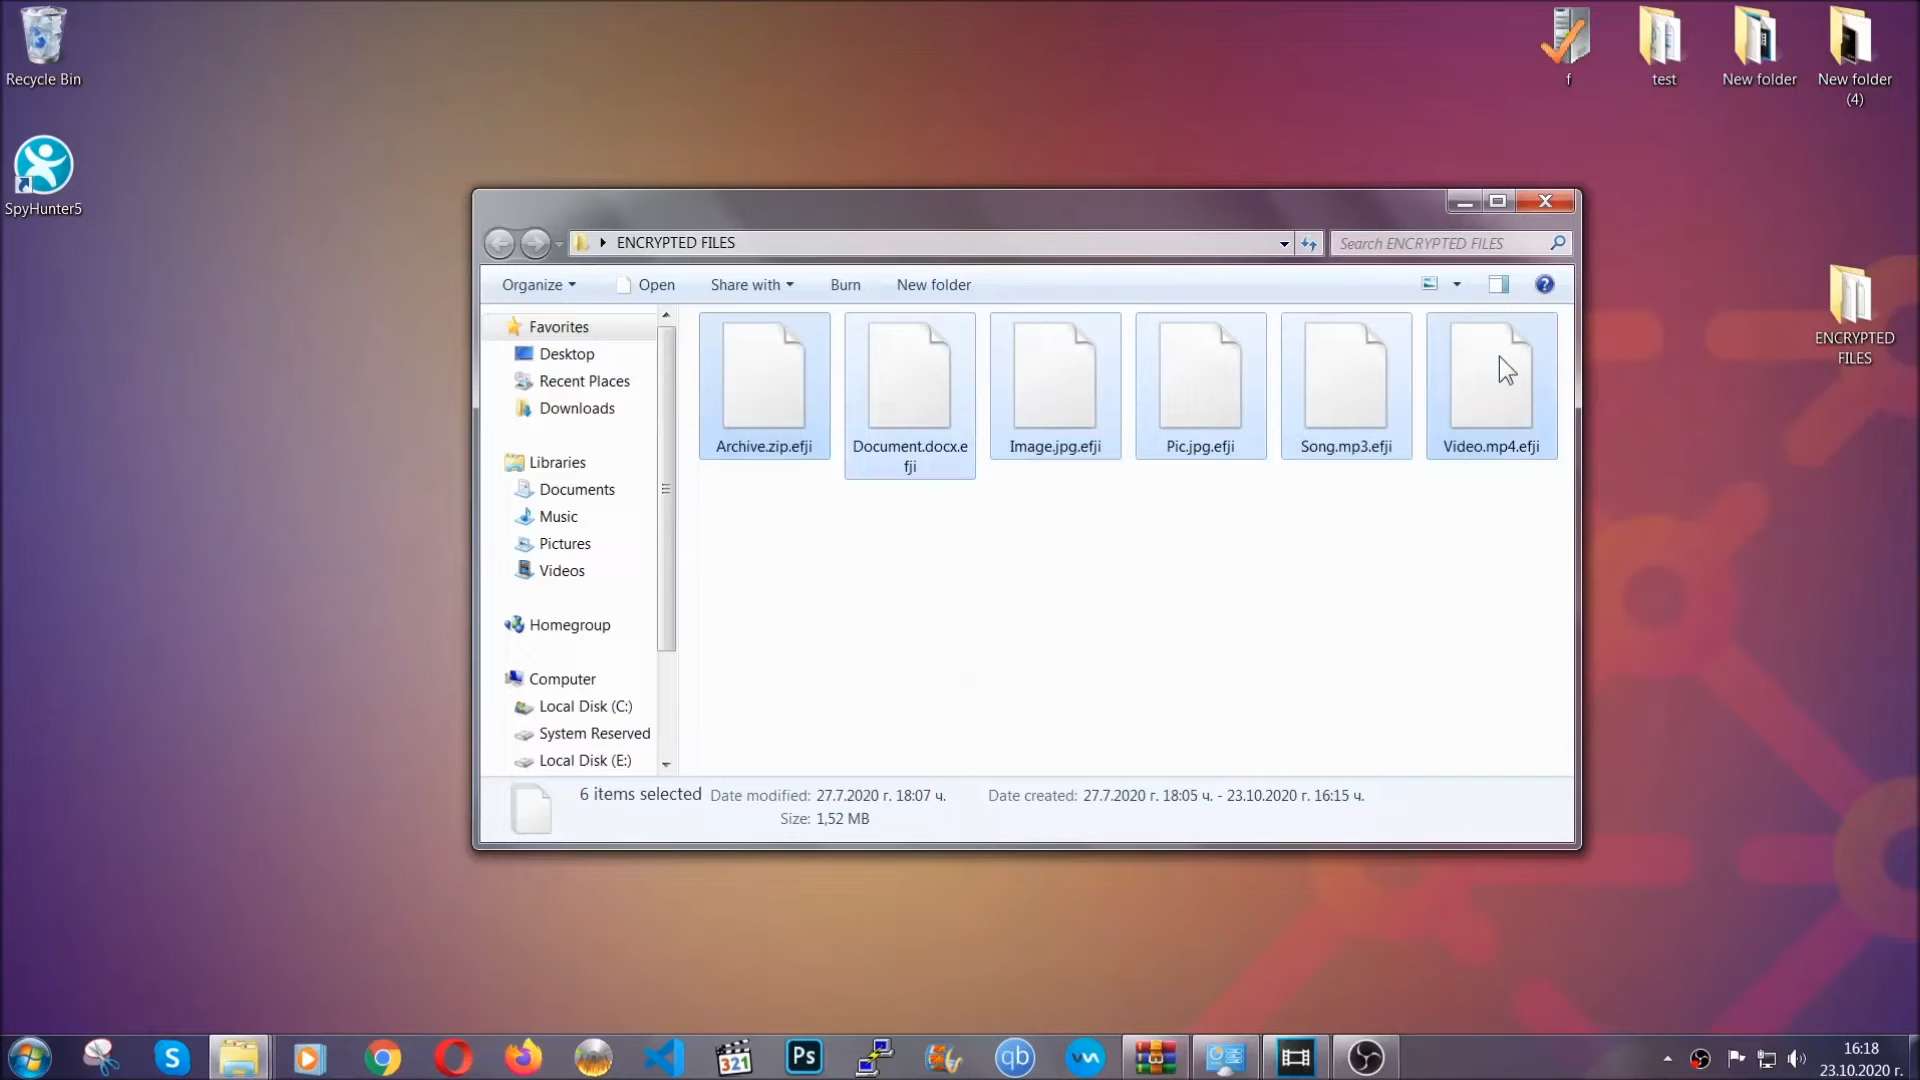 Recycle Bin
SpyHunter5
f
test
New folder
New folder
(4)
ENCRYPTED
FILES
ENCRYPTED FILES
Search ENCRYPTED FILES
Organize
Open
Share with
Burn
New folder
Favorites
Desktop
Recent Places
Downloads
Libraries
Documents
Music
Pictures
Videos
Homegroup
Computer
Local Disk (C:)
System Reserved
Local Disk (E:)
Archive.zip.efji
Document.docx.e
fji
Image.jpg.efji
Pic.jpg.efji
Song.mp3.efji
Video.mp4.efji
6 items selected
Date modified: 27.7.2020 г. 18:07 ч.
Date created: 27.7.2020 г. 18:05 ч. - 23.10.2020 г. 16:15 ч.
Size: 1,52 MB
S
321
Ps
qb
16:18
23.10.2020 г.